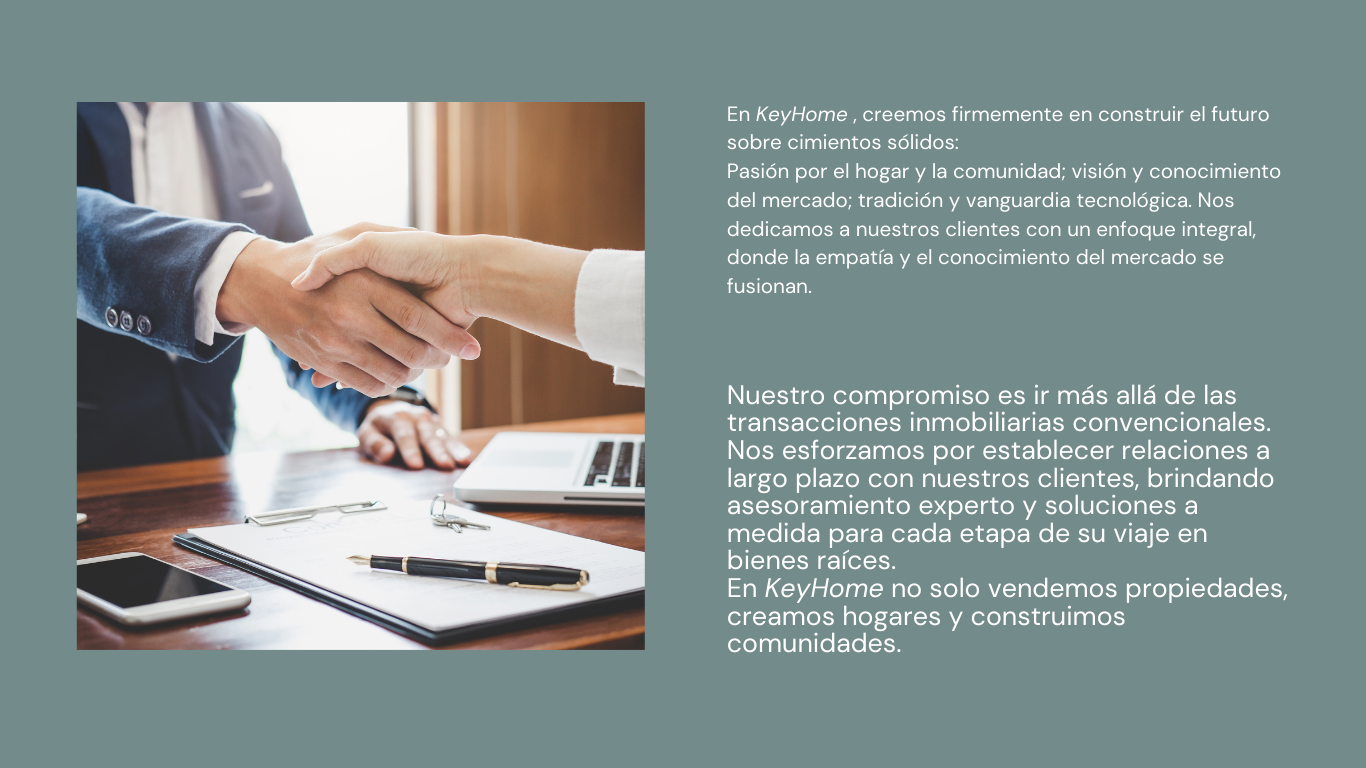 En KeyHome , creemos firmemente en construir el futuro
sobre cimientos sólidos:
Pasión por el hogar y la comunidad; visión y conocimiento
del mercado; tradición y vanguardia tecnológica. Nos
dedicamos a nuestros clientes con un enfoque integral,
donde la empatía y el conocimiento del mercado se
fusionan.
Nuestro compromiso es ir más allá de las
transacciones inmobiliarias convencionales.
Nos esforzamos por establecer relaciones a
largo plazo con nuestros clientes, brindando
asesoramiento experto y soluciones a
medida para cada etapa de su viaje en
bienes raíces.
En KeyHome no solo vendemos propiedades,
creamos hogares y construimos
comunidades.